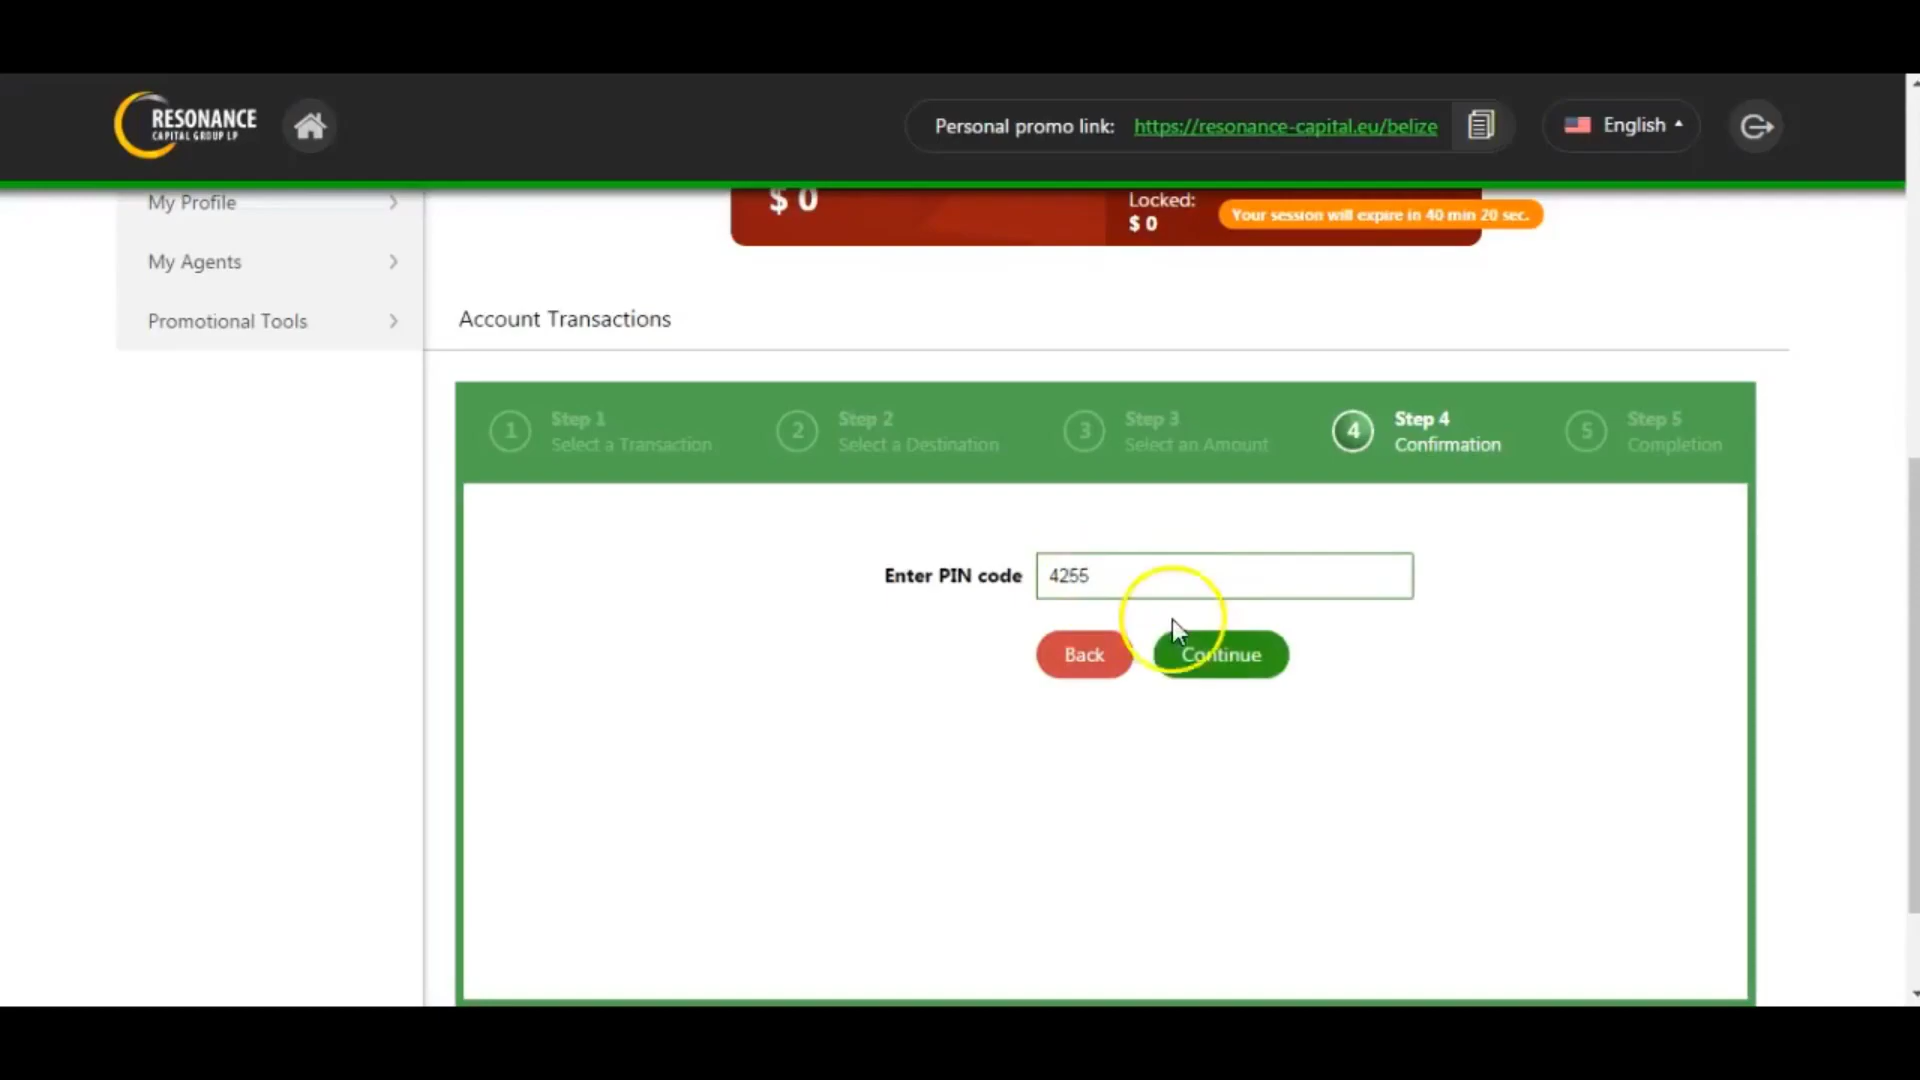 RESONANCE
CAPITAL GROUP LP
Personal promo link: https://resonance-capital.eu/belize
English
My Profile
My Agents
Promotional Tools
$ 0
Locked:
$ 0
Your session will expire in 40 min 20 sec.
Account Transactions
1 Step 1
Select a Transaction
2 Step 2
Select a Destination
3 Step 3
Select an Amount
4 Step 4
Confirmation
5 Step 5
Completion
Enter PIN code 4255
Back Continue